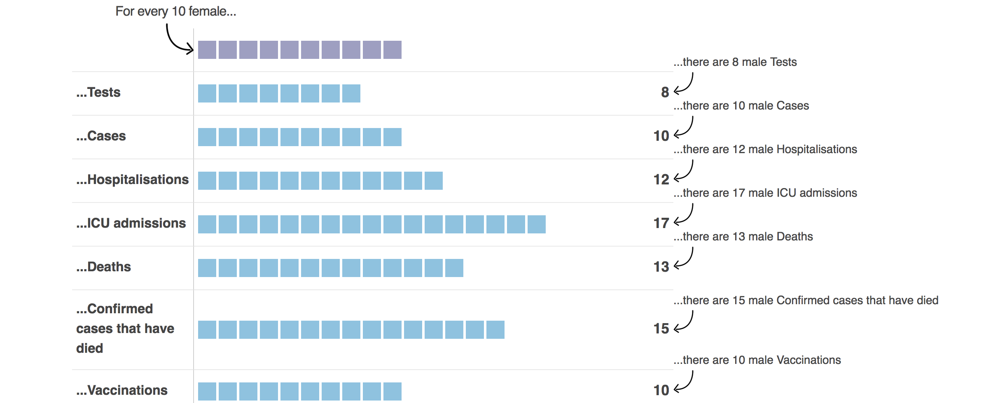 For every 10 female...
...there are 8 male Tests
...Tests
8
...there are 10 male Cases
...Cases
10
...there are 12 male Hospitalisations
...Hospitalisations
12
...there are 17 male ICU admissions
...ICU admissions
17
...there are 13 male Deaths
...Deaths
13
...there are 15 male Confirmed cases that have died
...Confirmed
cases that have
died
15
...there are 10 male Vaccinations
...Vaccinations
10